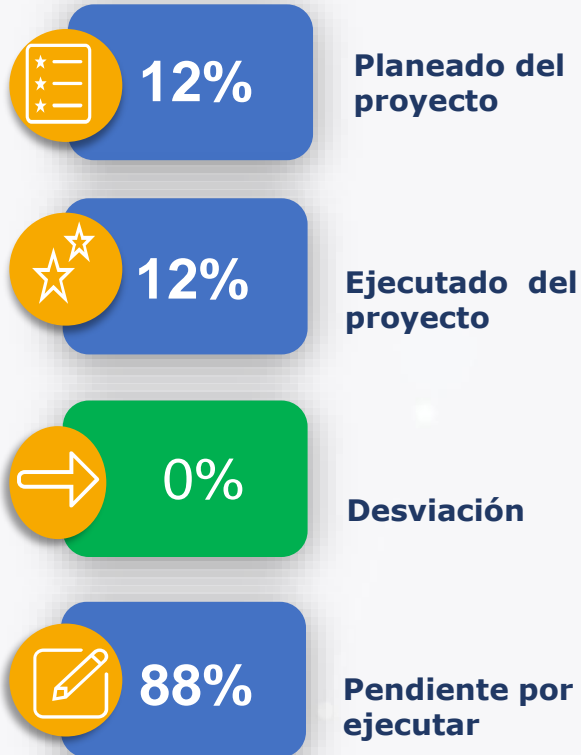 12%
Planeado del
proyecto
12%
Ejecutado del
proyecto
0%
Desviación
88%
Pendiente por
ejecutar